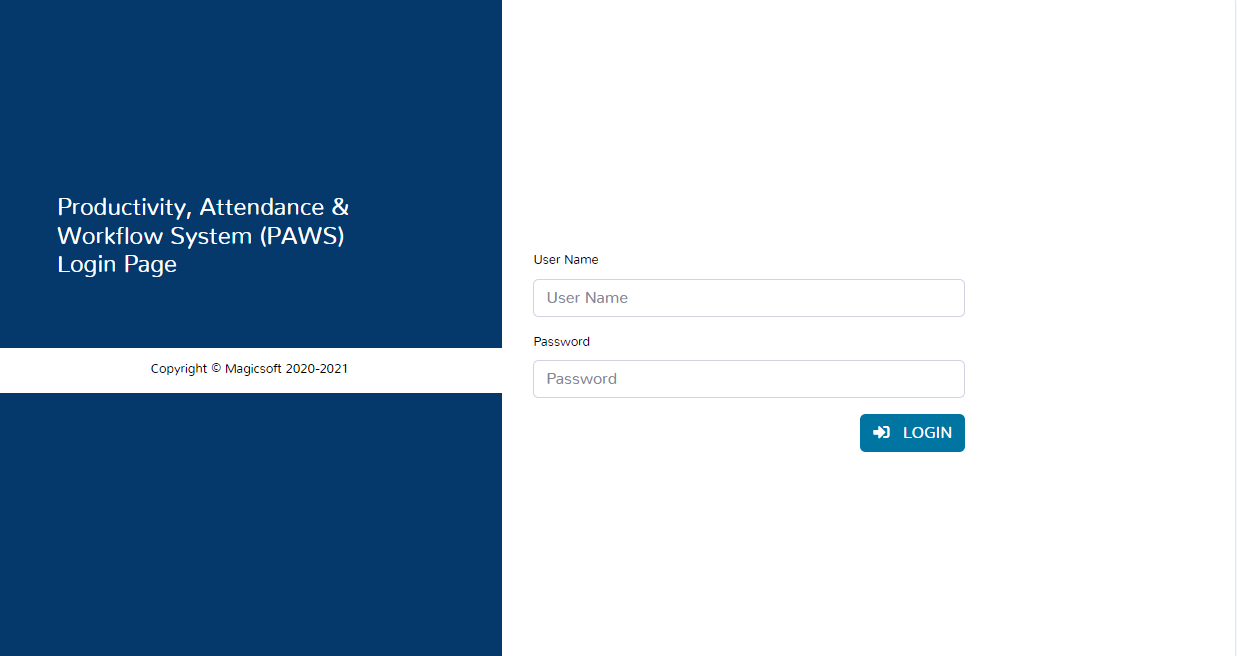 Productivity, Attendance &
Workflow System (PAWS)
Login Page
Copyright © Magicsoft 2020-2021
User Name
User Name
Password
Password
LOGIN